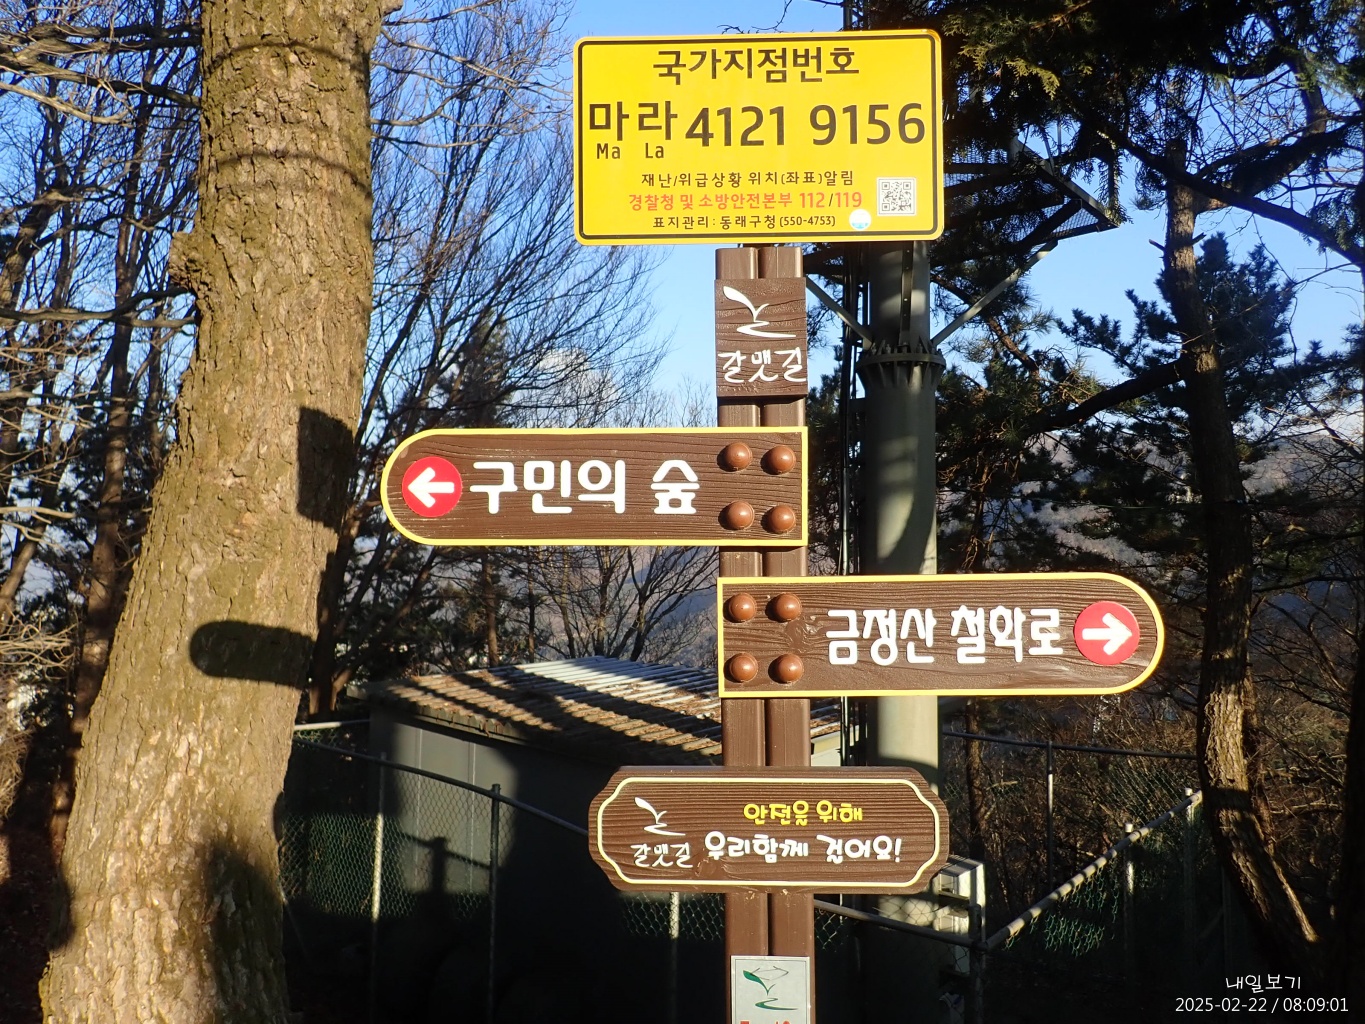 국가지점번호
마라 4121 9156
Ma La
재난/위급상황 위치(좌표)알림
경찰청 및 소방안전본부 112/119
표지관리 : 동래구청 (550-4753)
갈맷길
구민의 숲
금정산 철학로
안전을 위해
갈맷길 우리함께 걸어요!
내일보기
2025-02-22 / 08:09:01